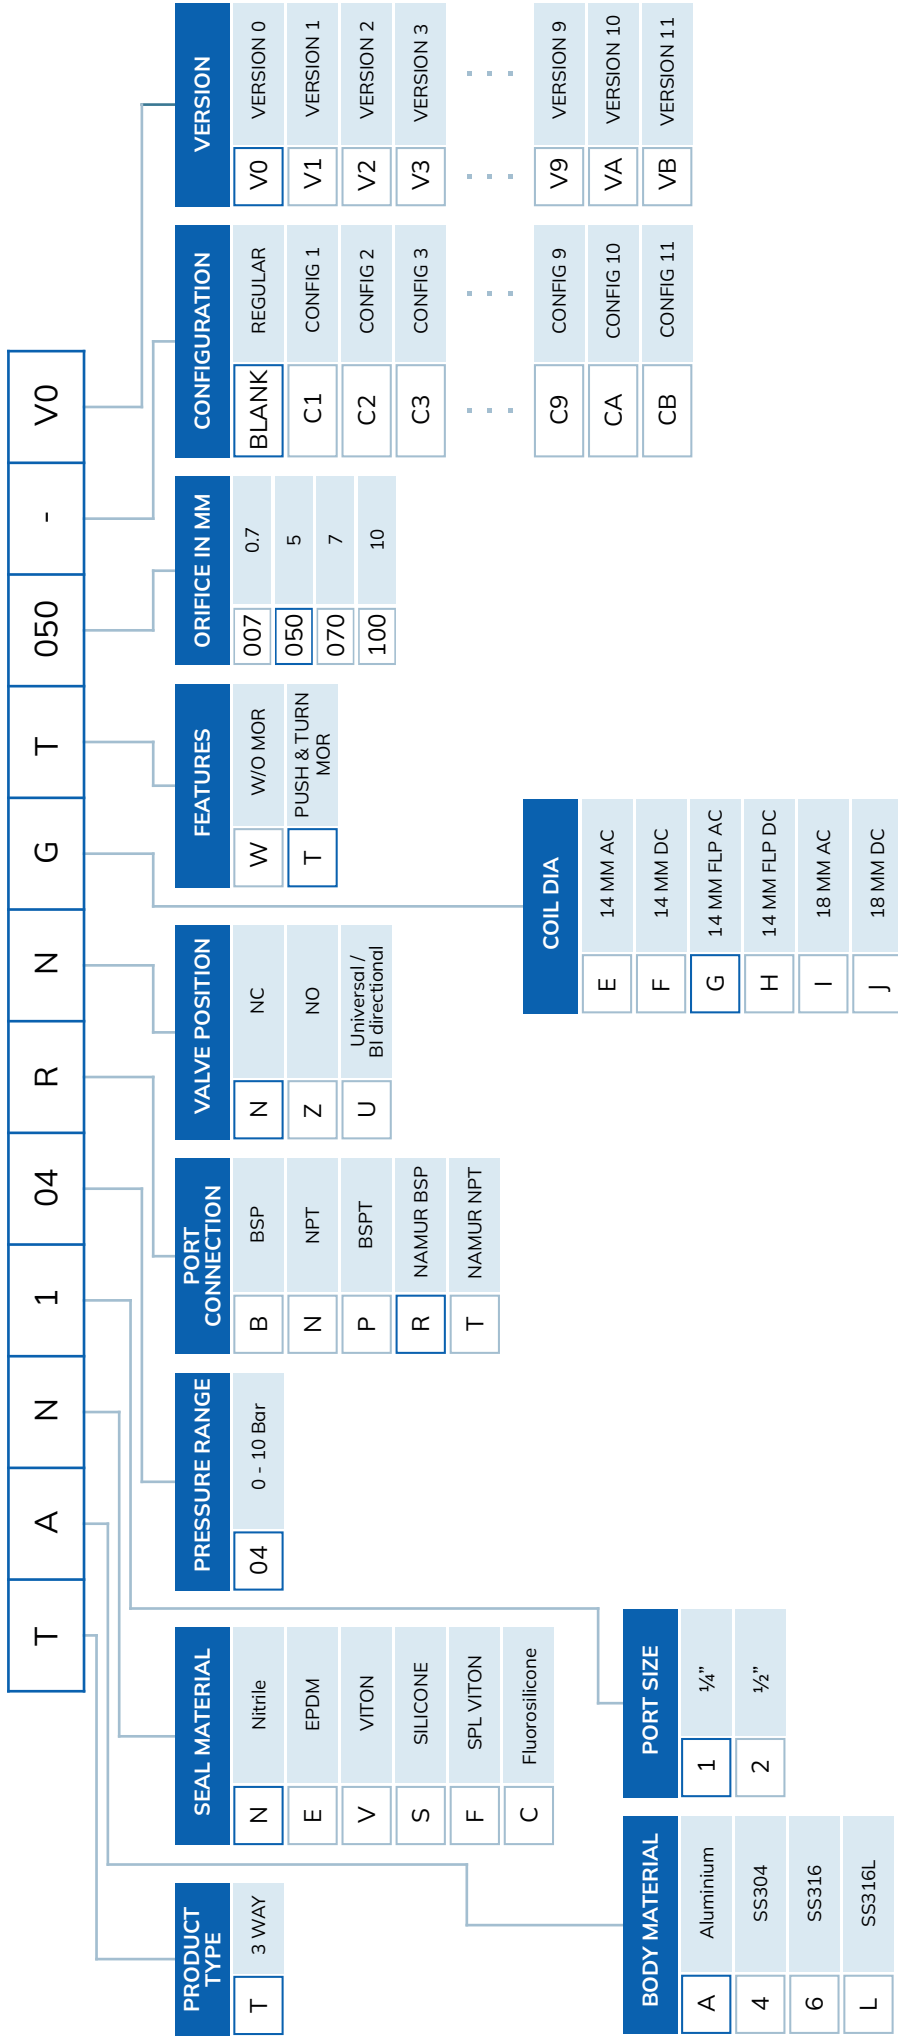 T A N 1 04 R N G T 050 - V0
PRODUCT
TYPE
T 3 WAY
BODY MATERIAL
A Aluminium
4 SS304
6 SS316
L SS316L
SEAL MATERIAL
N Nitrile
E EPDM
V VITON
S SILICONE
F SPL VITON
C Fluorosilicone
PORT SIZE
1 ¼”
2 ½”
PRESSURE RANGE
04 0 - 10 Bar
PORT
CONNECTION
B BSP
N NPT
P BSPT
R NAMUR BSP
T NAMUR NPT
VALVE POSITION
N NC
Z NO
U Universal /
BI directional
COIL DIA
E 14 MM AC
F 14 MM DC
G 14 MM FLP AC
H 14 MM FLP DC
I 18 MM AC
J 18 MM DC
FEATURES
W W/O MOR
T PUSH & TURN
MOR
ORIFICE IN MM
007 0.7
050 5
070 7
100 10
CONFIGURATION
BLANK REGULAR
C1 CONFIG 1
C2 CONFIG 2
C3 CONFIG 3
C9 CONFIG 9
CA CONFIG 10
CB CONFIG 11
VERSION
V0 VERSION 0
V1 VERSION 1
V2 VERSION 2
V3 VERSION 3
V9 VERSION 9
VA VERSION 10
VB VERSION 11